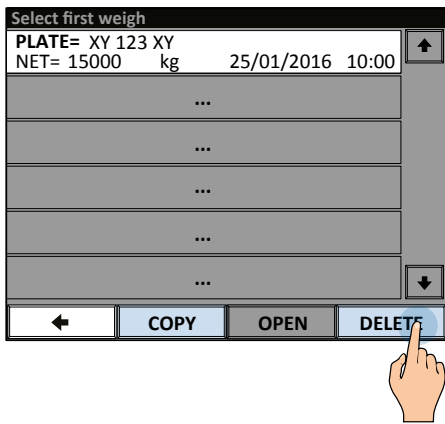 Select first weigh
PLATE= XY 123 XY
NET= 15000 kg 25/01/2016 10:00
...
...
...
...
...
COPY OPEN DELETE